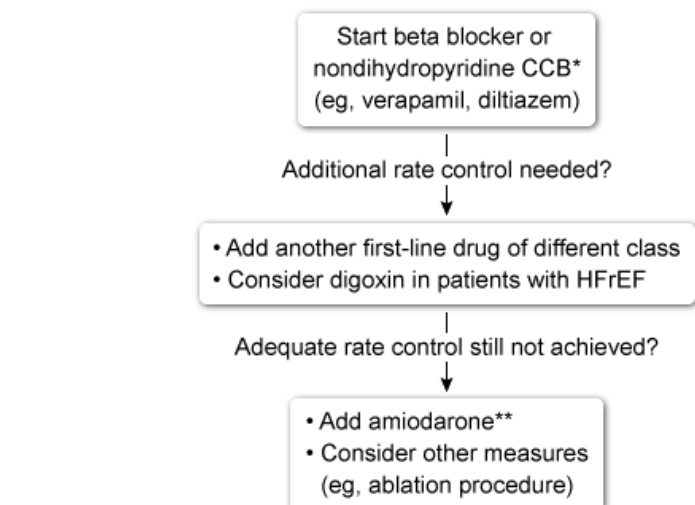 Start beta blocker or
nondihydropyridine CCB*
(eg, verapamil, diltiazem)
Additional rate control needed?
• Add another first-line drug of different class
• Consider digoxin in patients with HFrEF
Adequate rate control still not achieved?
• Add amiodarone**
• Consider other measures
(eg, ablation procedure)